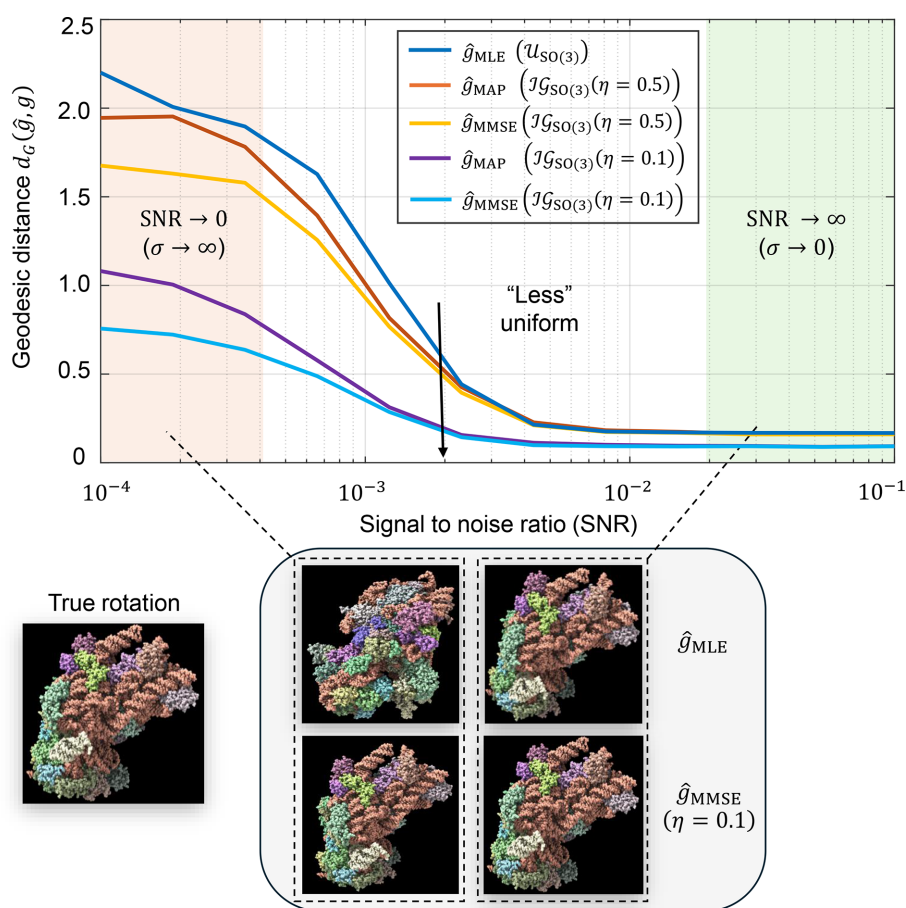 2.5
2.0
1.5
1.0
0.5
0
Geodesic distance d_G(ĝ, g)
ĝ_MLE (𝒰_SO(3))
ĝ_MAP (ℐ𝒢_SO(3)(η = 0.5))
ĝ_MMSE (ℐ𝒢_SO(3)(η = 0.5))
ĝ_MAP (ℐ𝒢_SO(3)(η = 0.1))
ĝ_MMSE (ℐ𝒢_SO(3)(η = 0.1))
SNR → 0
(σ → ∞)
SNR → ∞
(σ → 0)
“Less”
uniform
10⁻⁴
10⁻³
10⁻²
10⁻¹
Signal to noise ratio (SNR)
True rotation
ĝ_MLE
ĝ_MMSE
(η = 0.1)